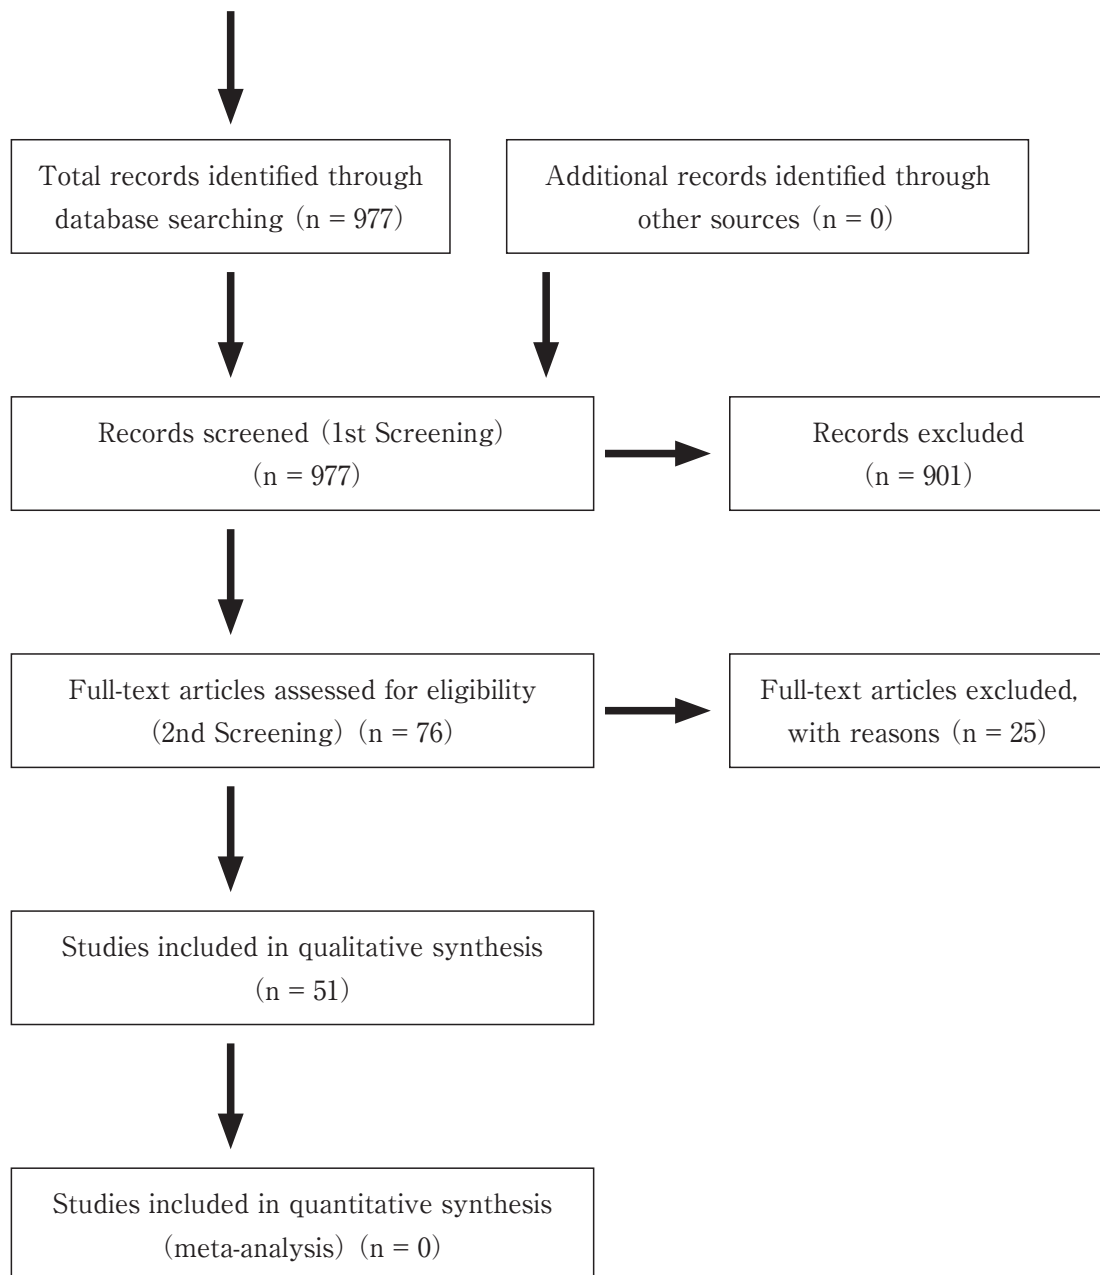 Total records identified through
database searching (n = 977)
Additional records identified through
other sources (n = 0)
Records screened (1st Screening)
(n = 977)
Records excluded
(n = 901)
Full-text articles assessed for eligibility
(2nd Screening) (n = 76)
Full-text articles excluded,
with reasons (n = 25)
Studies included in qualitative synthesis
(n = 51)
Studies included in quantitative synthesis
(meta-analysis) (n = 0)